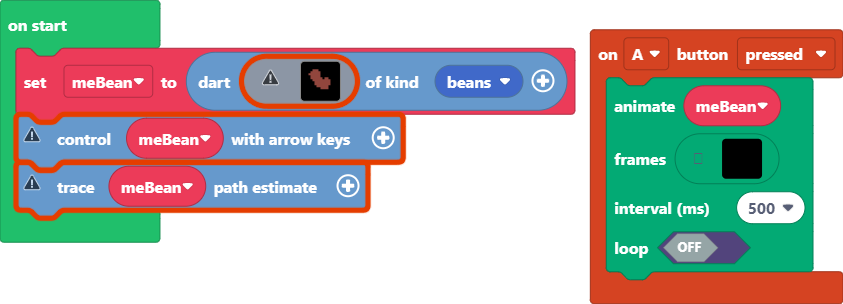 on start
set meBean to dart of kind beans
control meBean with arrow keys
trace meBean path estimate
on A button pressed
animate meBean
frames
interval (ms) 500
loop OFF